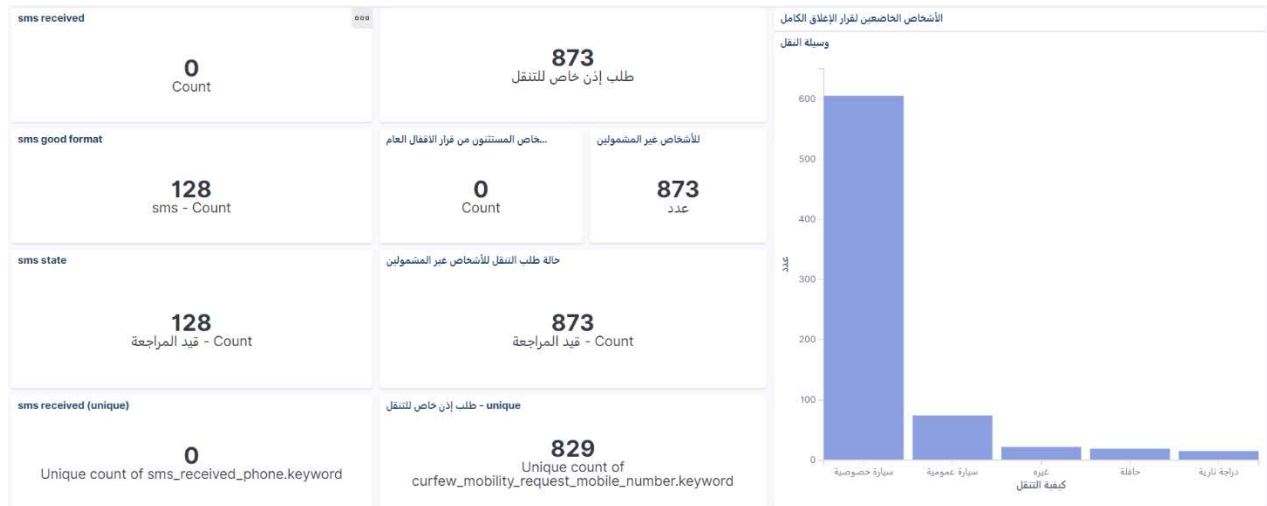 sms received
0
Count
873
طلب إذن خاص للتنقل
sms good format
128
sms - Count
خاص المستثنون من قرار الاقفال العام...
0
Count
للأشخاص غير المشمولين
873
عدد
sms state
128
Count - قيد المراجعة
حالة طلب التنقل للأشخاص غير المشمولين
873
Count - قيد المراجعة
sms received (unique)
0
Unique count of sms_received_phone.keyword
unique - طلب إذن خاص للتنقل
829
Unique count of
curfew_mobility_request_mobile_number.keyword
الأشخاص الخاضعين لقرار الإغلاق الكامل
وسيلة النقل
600
500
400
300
200
100
0
عدد
سيارة خصوصية
سيارة عمومية
غيره
حافلة
دراجة نارية
كيفية التنقل